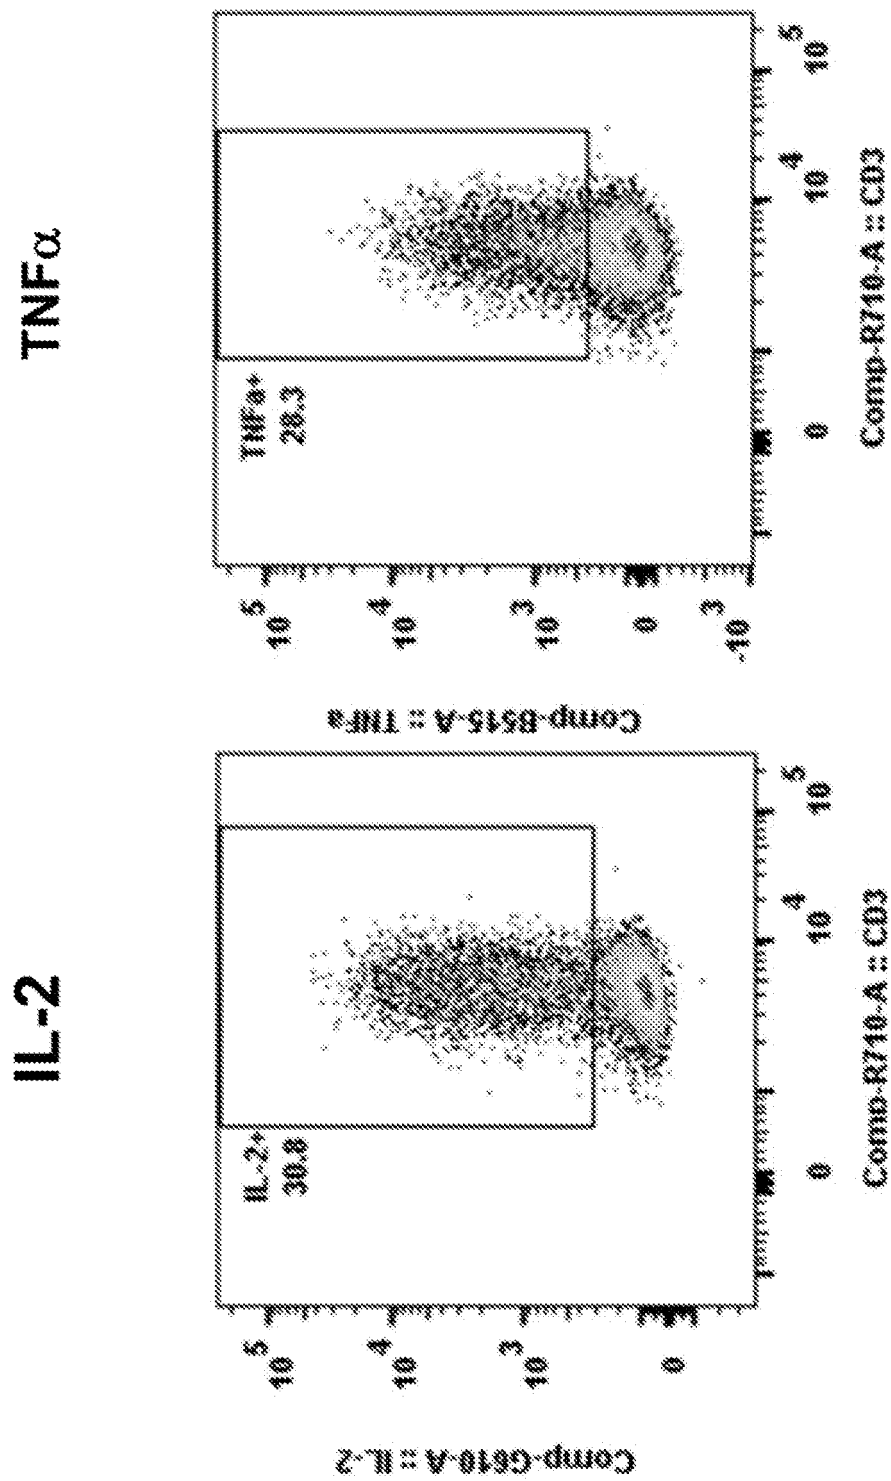 IL-2
IL-2+
30.8
10 5
10 4
10 3
0
Comp-G610-A :: IL-2
0
10 4
10 5
Comp-R710-A :: CD3
TNFα
TNFa+
28.3
10 5
10 4
10 3
0
-10 3
Comp-B515-A :: TNFa
0
10 4
10 5
Comp-R710-A :: CD3